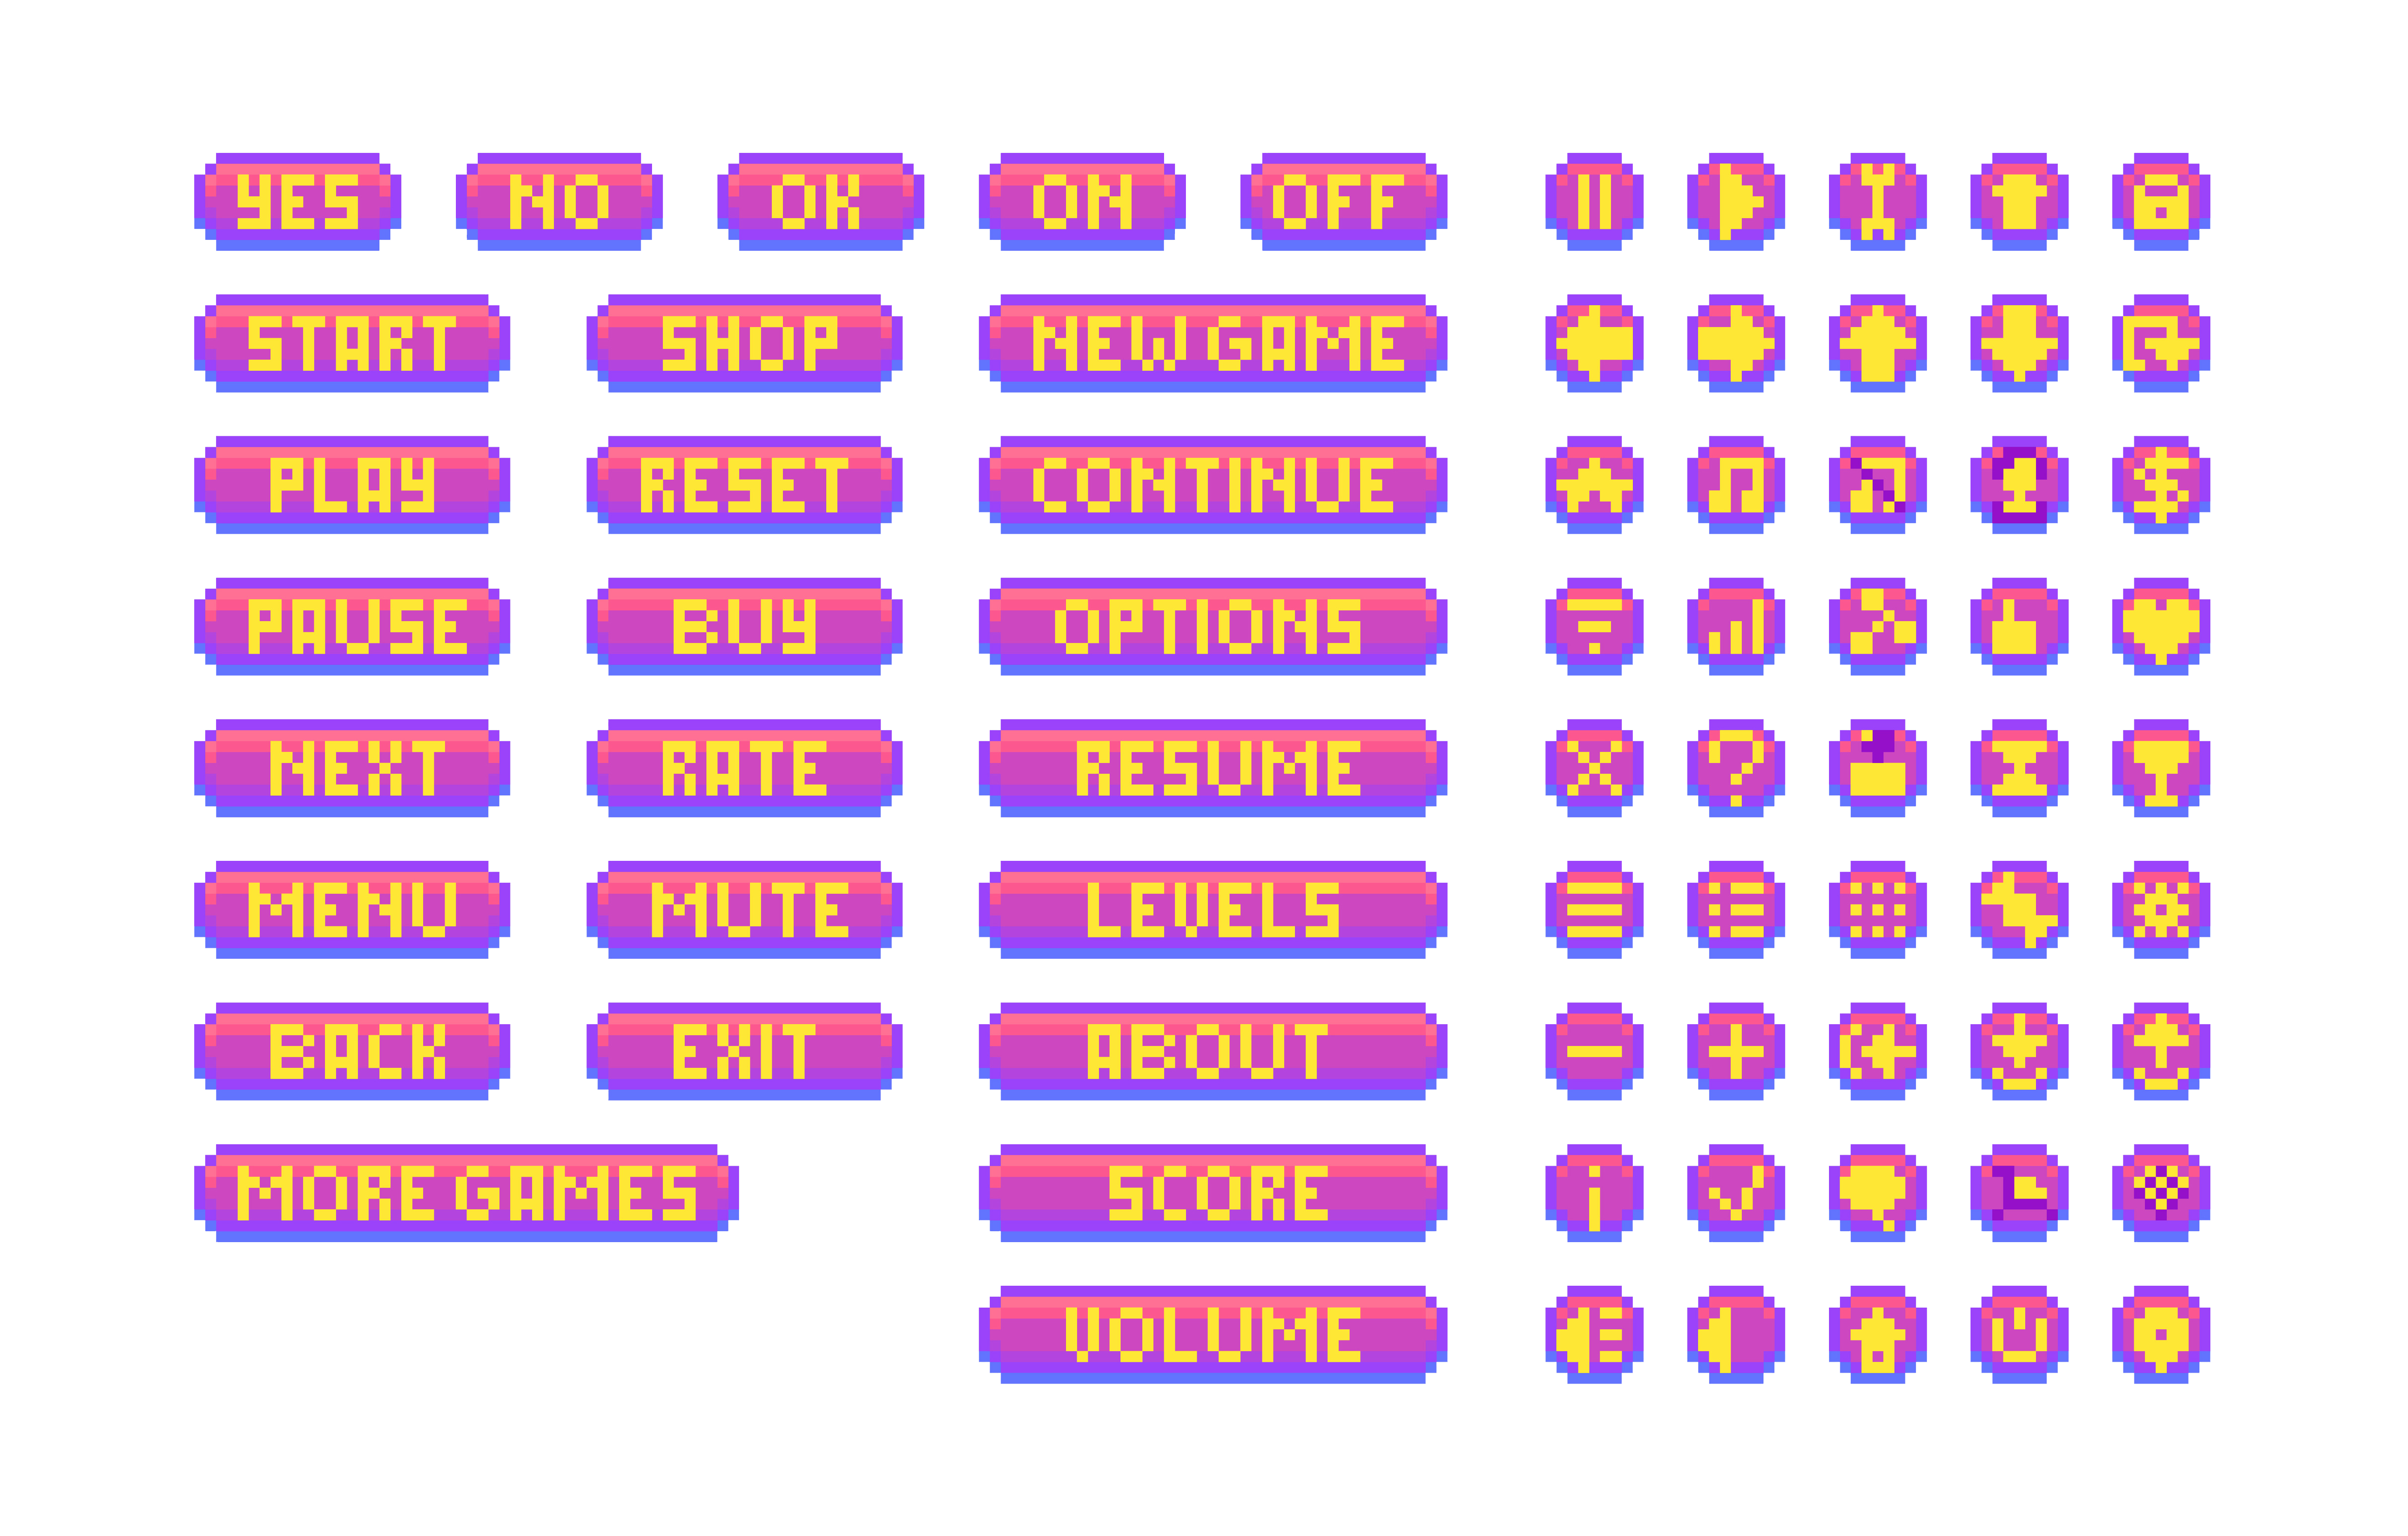 YES NO OK ON OFF
START SHOP NEW GAME
PLAY RESET CONTINUE
$
PAUSE BUY OPTIONS
NEXT RATE RESUME
MENU MUTE LEVELS
BACK EXIT ABOUT
MORE GAMES SCORE
i
VOLUME